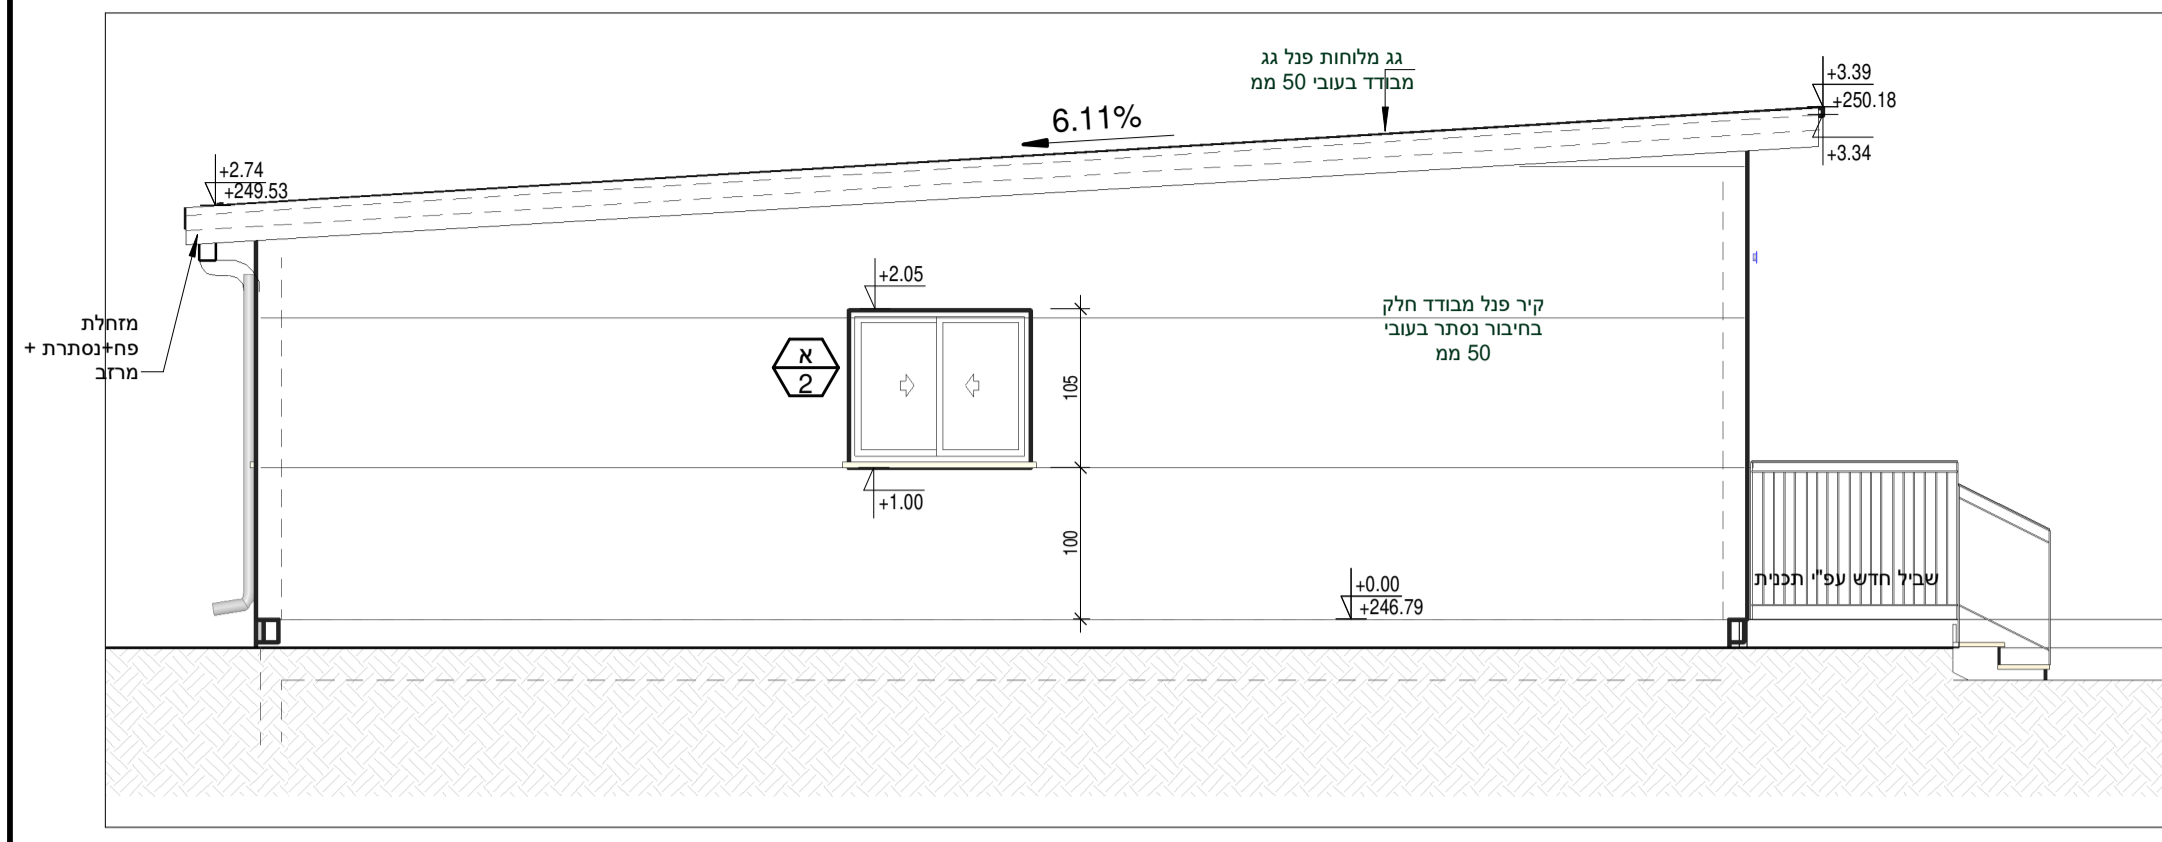 גג מלוחות פנל גג
מבודד בעובי 50 ממ
+3.39
+250.18
+3.34
6.11%
+2.74
+249.53
מזחלת
פח+נסתרת +
מרזב
+2.05
א
2
+1.00
105
100
קיר פנל מבודד חלק
בחיבור נסתר בעובי
50 ממ
+0.00
+246.79
שביל חדש עפ"י תכנית